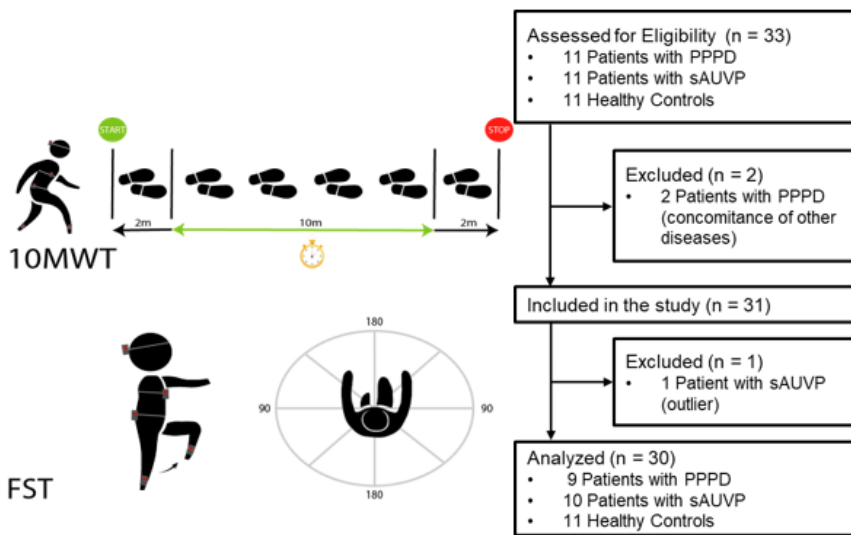 START
STOP
2m
10m
2m
10MWT
180
90
90
180
FST
Assessed for Eligibility (n = 33)
• 11 Patients with PPPD
• 11 Patients with sAUVP
• 11 Healthy Controls
Excluded (n = 2)
• 2 Patients with PPPD
(concomitance of other
diseases)
Included in the study (n = 31)
Excluded (n = 1)
• 1 Patient with sAUVP
(outlier)
Analyzed (n = 30)
• 9 Patients with PPPD
• 10 Patients with sAUVP
• 11 Healthy Controls